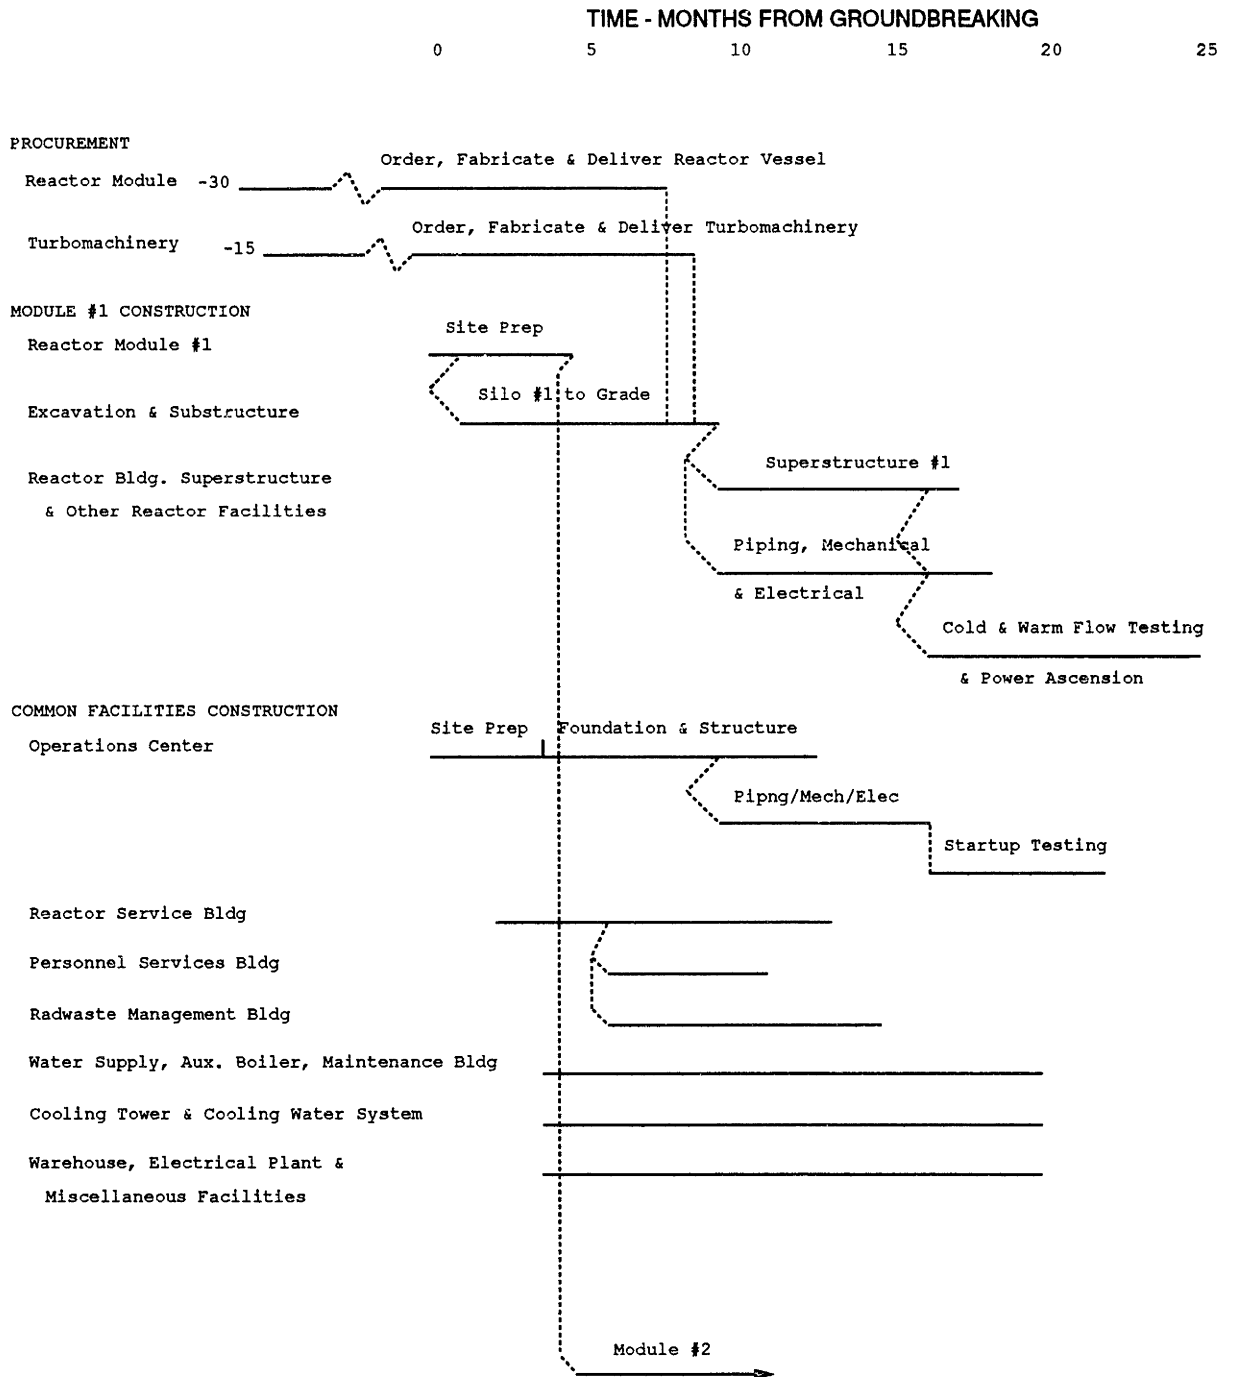 TIME - MONTHS FROM GROUNDBREAKING
0 5 10 15 20 25
PROCUREMENT
Order, Fabricate & Deliver Reactor Vessel
Reactor Module -30
Order, Fabricate & Deliver Turbomachinery
Turbomachinery -15
MODULE #1 CONSTRUCTION
Site Prep
Reactor Module #1
Silo #1 to Grade
Excavation & Substructure
Superstructure #1
Reactor Bldg. Superstructure
& Other Reactor Facilities
Piping, Mechanical
& Electrical
Cold & Warm Flow Testing
& Power Ascension
COMMON FACILITIES CONSTRUCTION
Site Prep Foundation & Structure
Operations Center
Pipng/Mech/Elec
Startup Testing
Reactor Service Bldg
Personnel Services Bldg
Radwaste Management Bldg
Water Supply, Aux. Boiler, Maintenance Bldg
Cooling Tower & Cooling Water System
Warehouse, Electrical Plant &
Miscellaneous Facilities
Module #2